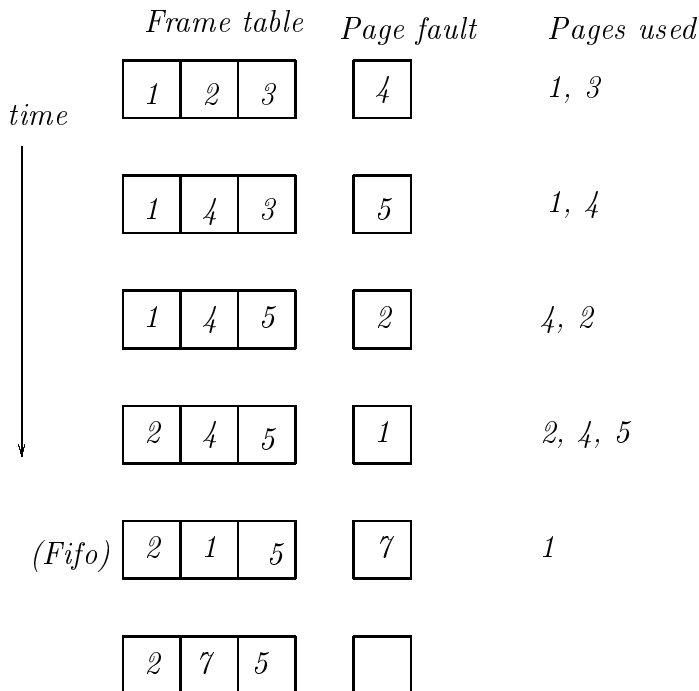 Frame table Page fault Pages used
1 2 3 4 1, 3
time
1 4 3 5 1, 4
1 4 5 2 4, 2
2 4 5 1 2, 4, 5
(Fifo) 2 1 5 7 1
2 7 5